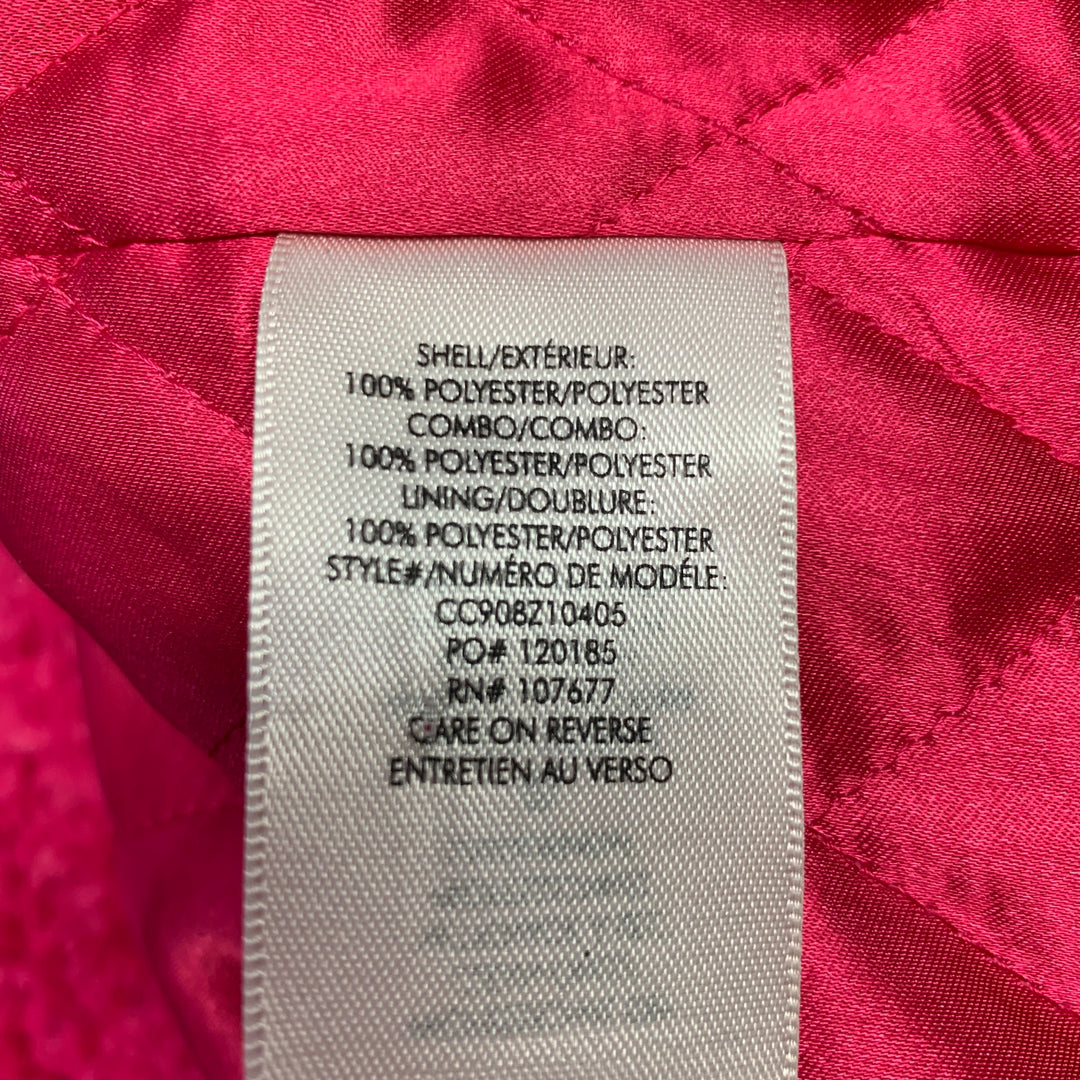 SHELL/EXTÉRIEUR:
100% POLYESTER/POLYESTER
COMBO/COMBO:
100% POLYESTER/POLYESTER
LINING/DOUBLURE:
100% POLYESTER/POLYESTER
STYLE#/NUMÉRO DE MODÉLE:
CC908Z10405
PO# 120185
RN# 107677
CARE ON REVERSE
ENTRETIEN AU VERSO